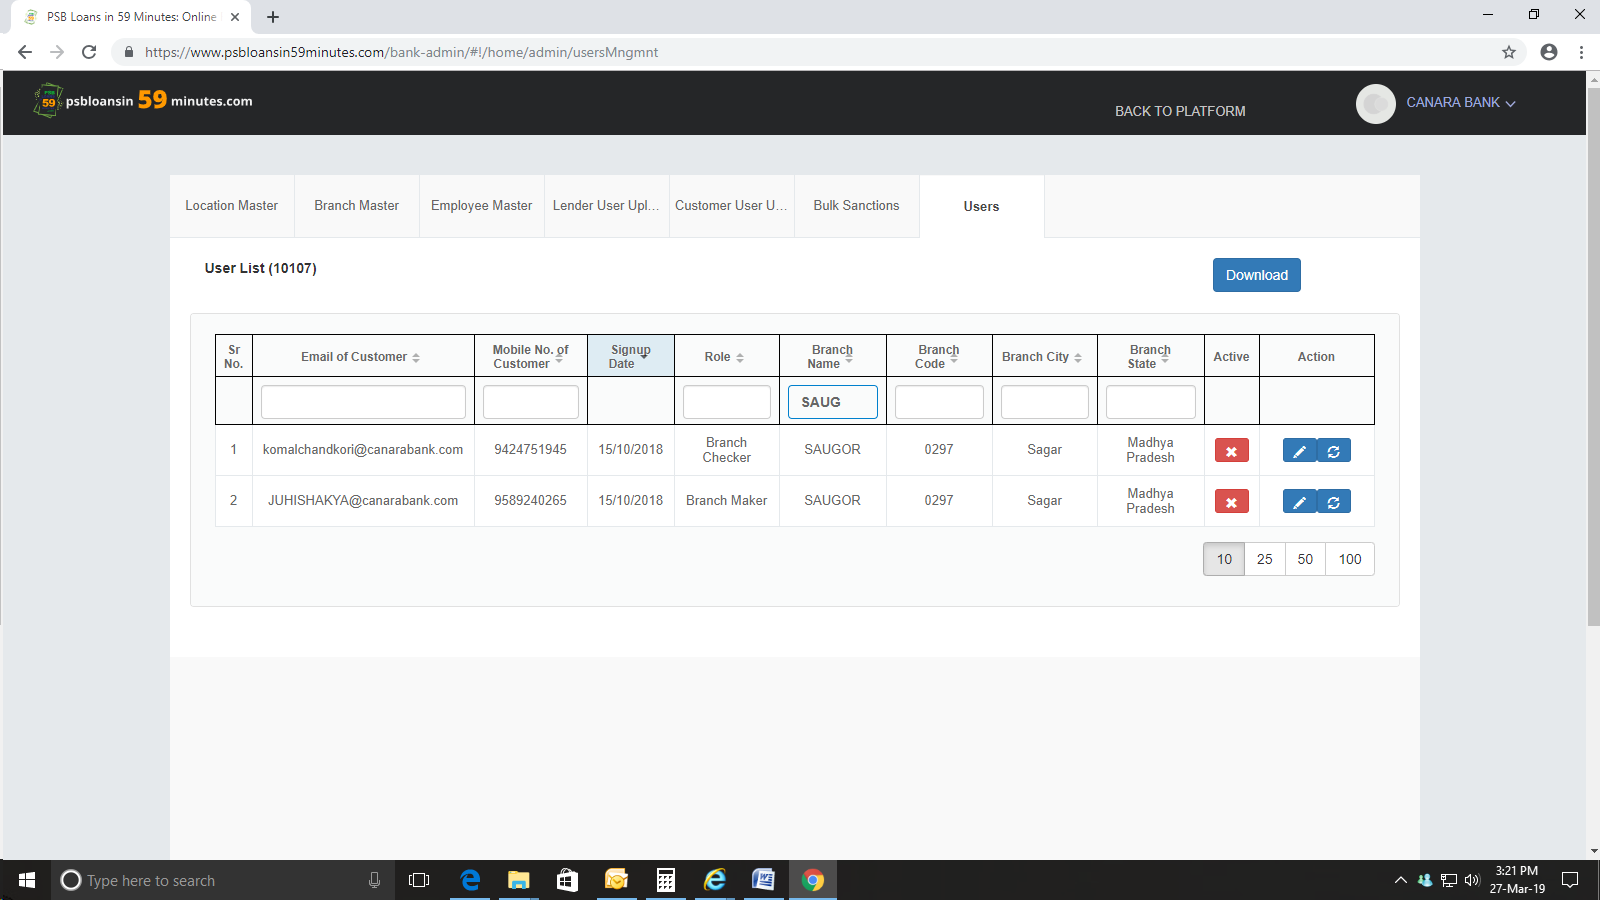 PSB Loans in 59 Minutes: Online
https://www.psbloansin59minutes.com/bank-admin/#!/home/admin/usersMngmnt
psbloansin 59 minutes.com
BACK TO PLATFORM
CANARA BANK
Location Master Branch Master Employee Master Lender User Upl... Customer User U... Bulk Sanctions Users
User List (10107)
Download
Sr No. Email of Customer Mobile No. of Customer Signup Date Role Branch Name Branch Code Branch City Branch State Active Action
SAUG
1 komalchandkori@canarabank.com 9424751945 15/10/2018 Branch Checker SAUGOR 0297 Sagar Madhya Pradesh
2 JUHISHAKYA@canarabank.com 9589240265 15/10/2018 Branch Maker SAUGOR 0297 Sagar Madhya Pradesh
10 25 50 100
Type here to search
3:21 PM
27-Mar-19